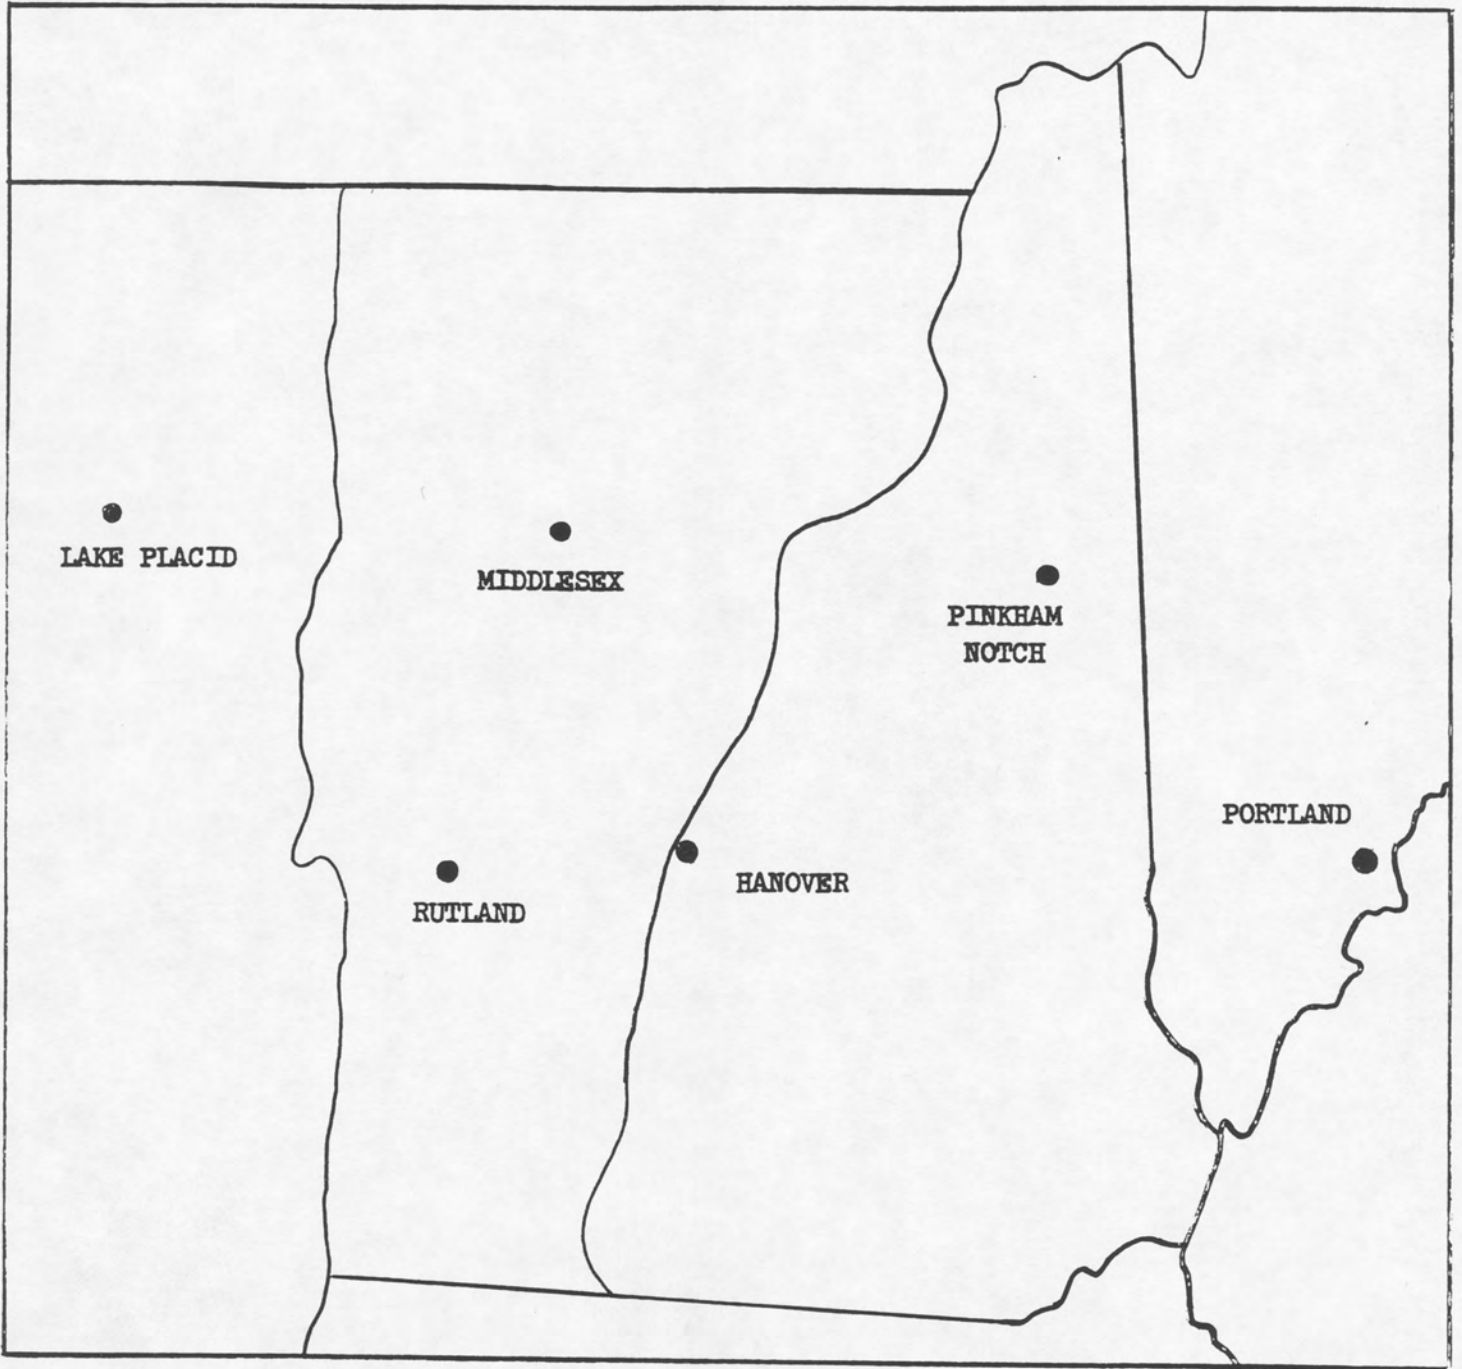 LAKE PLACID
MIDDLESEX
PINKHAM
NOTCH
PORTLAND
HANOVER
RUTLAND